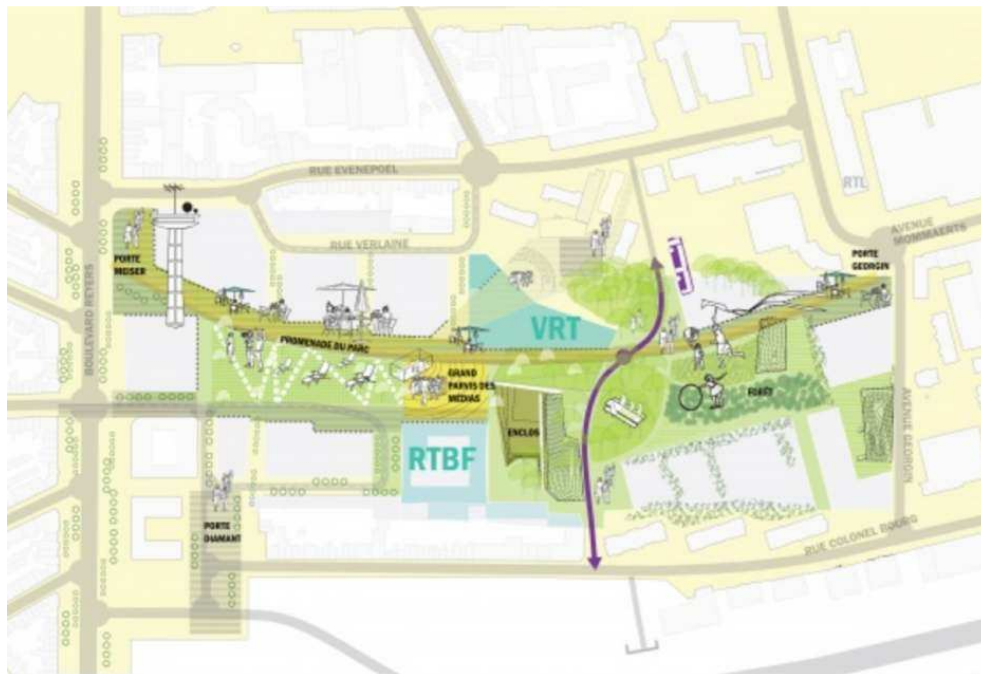 RUE EVENEPOEL
RTL
AVENUE
MOMMAERTS
RUE VERLAINE
PORTE
MEISER
PORTE
GEORGIN
BOULEVARD REYERS
VRT
PROMENADE DU PARC
GRAND
PARVIS DES
MÉDIAS
FORÊT
ENCLOS
RTBF
AVENUE GEORGIN
PORTE
DIAMANT
RUE COLONEL BOURG